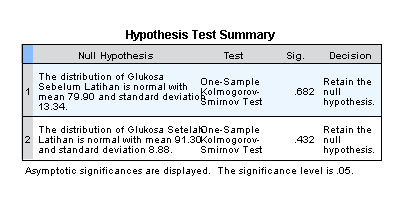 Hypothesis Test Summary
Null Hypothesis Test Sig. Decision
1
The distribution of Glukosa
Sebelum Latihan is normal with
mean 79.90 and standard deviation
13.34.
One-Sample
Kolmogorov-
Smirnov Test
.682
Retain the
null
hypothesis.
2
The distribution of Glukosa Setelah
Latihan is normal with mean 91.30
and standard deviation 8.88.
One-Sample
Kolmogorov-
Smirnov Test
.432
Retain the
null
hypothesis.
Asymptotic significances are displayed. The significance level is .05.